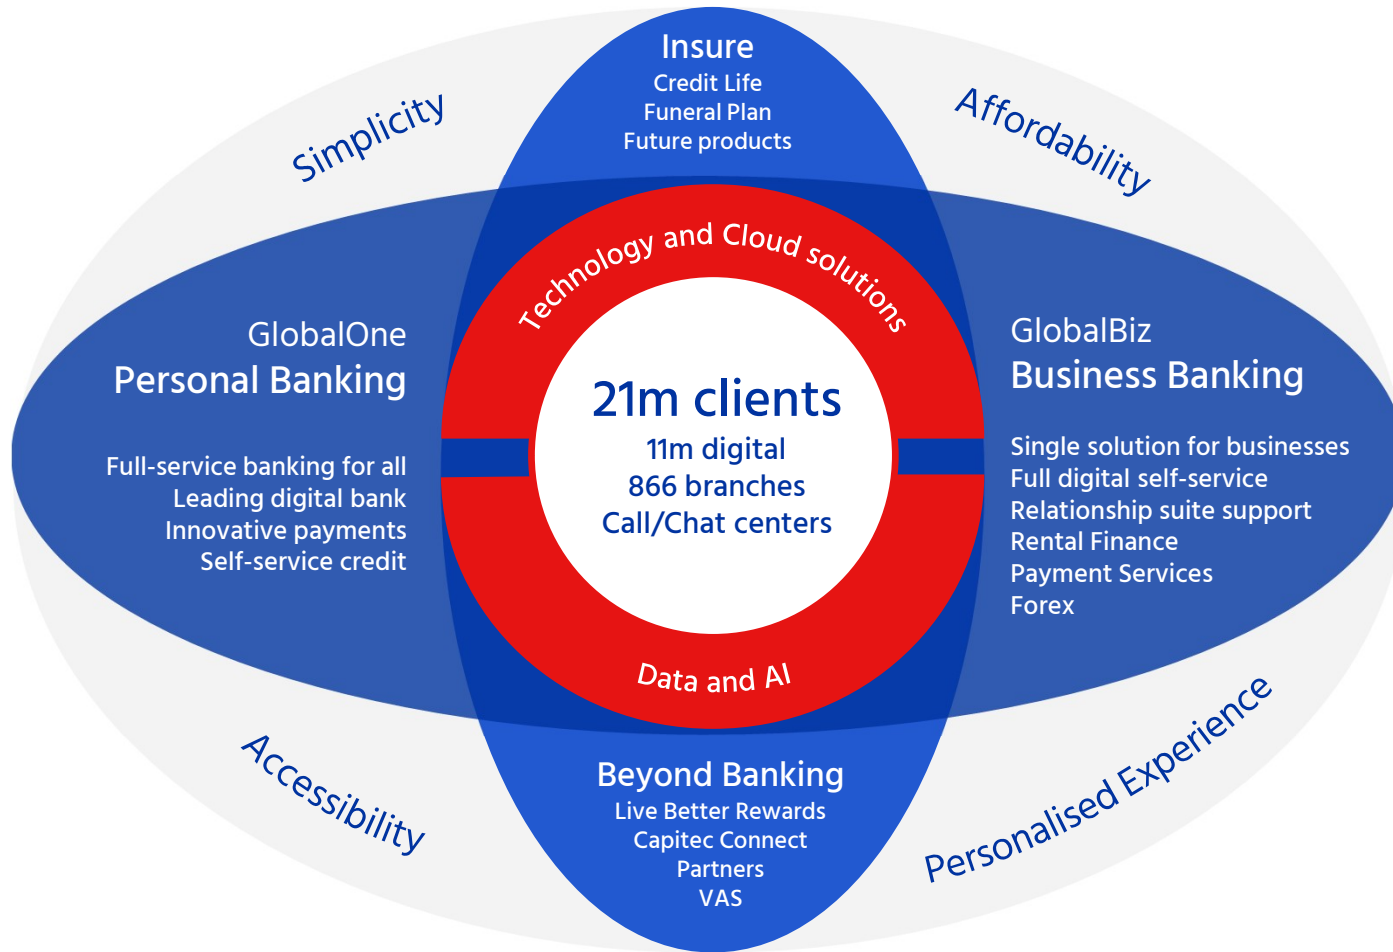 Insure
Credit Life
Funeral Plan
Future products
Simplicity
Affordability
Technology and Cloud solutions
GlobalOne
Personal Banking
Full-service banking for all
Leading digital bank
Innovative payments
Self-service credit
21m clients
11m digital
866 branches
Call/Chat centers
GlobalBiz
Business Banking
Single solution for businesses
Full digital self-service
Relationship suite support
Rental Finance
Payment Services
Forex
Data and AI
Accessibility
Personalised Experience
Beyond Banking
Live Better Rewards
Capitec Connect
Partners
VAS